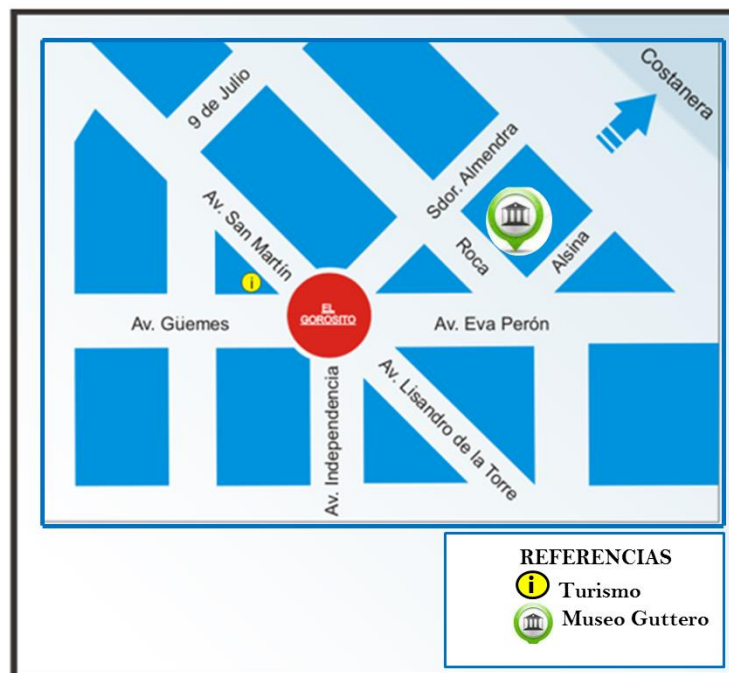 Costanera
9 de Julio
Sdor. Almendra
Av. San Martín
Roca
Alsina
i
EL
GOROSITO
Av. Güemes
Av. Eva Perón
Av. Independencia
Av. Lisandro de la Torre
REFERENCIAS
i Turismo
Museo Guttero